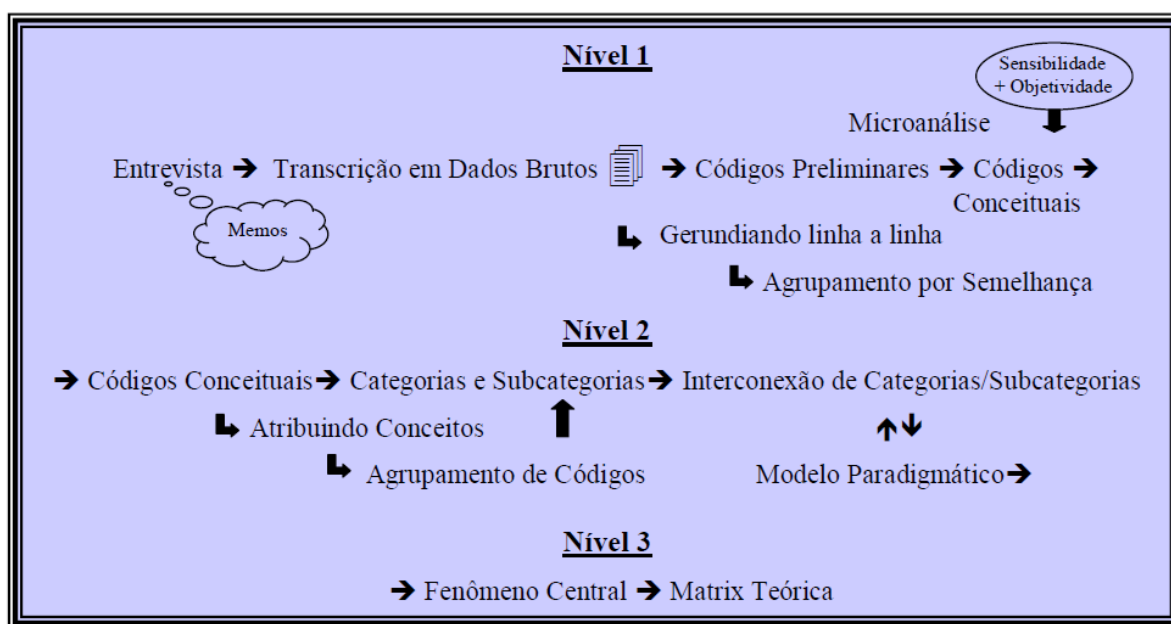 Nível 1
Sensibilidade
+ Objetividade
Microanálise
Entrevista → Transcrição em Dados Brutos → Códigos Preliminares → Códigos →
Conceituais
Memos
Gerundiando linha a linha
Agrupamento por Semelhança
Nível 2
→ Códigos Conceituais → Categorias e Subcategorias → Interconexão de Categorias/Subcategorias
Atribuindo Conceitos
Agrupamento de Códigos
Modelo Paradigmático →
Nível 3
→ Fenômeno Central → Matrix Teórica